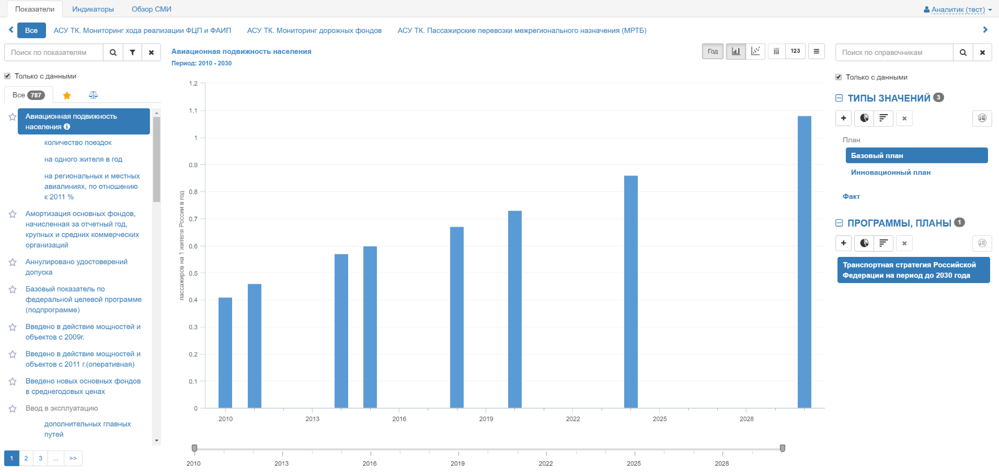 Показатели
Индикаторы
Обзор СМИ
Аналитик (тест)
Все
АСУ ТК. Мониторинг хода реализации ФЦП и ФАИП
АСУ ТК. Мониторинг дорожных фондов
АСУ ТК. Пассажирские перевозки межрегионального назначения (МРТБ)
Поиск по показателям
Только с данными
Все 787
Авиационная подвижность
населения
количество поездок
на одного жителя в год
на региональных и местных
авиалиниях, по отношению
к 2011 %
Амортизация основных фондов,
начисленная за отчетный год,
крупных и средних коммерческих
организаций
Аннулировано удостоверений
допуска
Базовый показатель по
федеральной целевой программе
(подпрограмме)
Введено в действие мощностей и
объектов с 2009г.
Введено в действие мощностей и
объектов с 2011 г.(оперативная)
Введено новых основных фондов
в среднегодовых ценах
Ввод в эксплуатацию
дополнительных главных
путей
1 2 3 ... >>
Авиационная подвижность населения
Период: 2010 - 2030
Год
123
пассажиров на 1 жителя России в год
1.2
1.1
1
0.9
0.8
0.7
0.6
0.5
0.4
0.3
0.2
0.1
0
2010 2013 2016 2019 2022 2025 2028
2010 2013 2016 2019 2022 2025 2028
Поиск по справочникам
Только с данными
ТИПЫ ЗНАЧЕНИЙ 3
План
Базовый план
Инновационный план
Факт
ПРОГРАММЫ, ПЛАНЫ 1
Транспортная стратегия Российской
Федерации на период до 2030 года